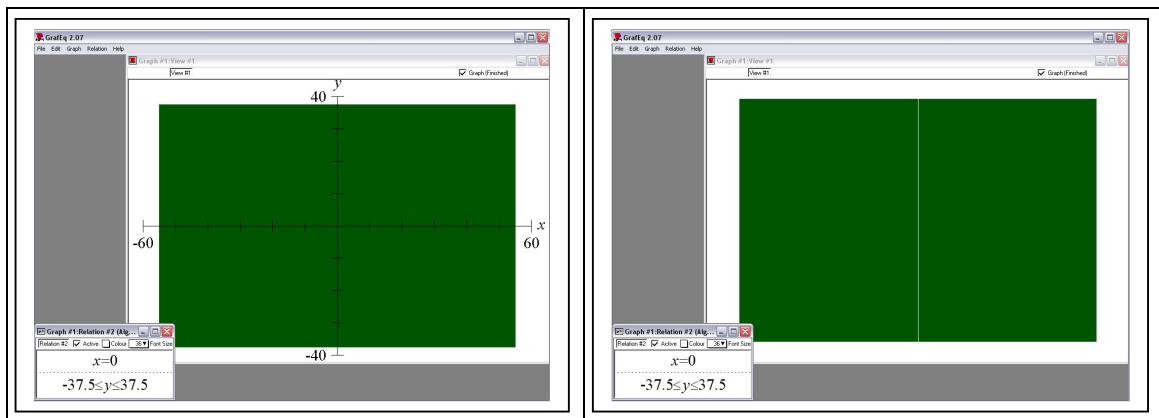 GrafEq 2.07
File Edit Graph Relation Help
Graph #1:View #1
View #1 Graph (Finished)
y
40
x
-60
60
-40
Graph #1:Relation #2 (Alg...
Relation #2 Active Colour 36 Font Size
x=0
-37.5≤y≤37.5
GrafEq 2.07
File Edit Graph Relation Help
Graph #1:View #1
View #1 Graph (Finished)
Graph #1:Relation #2 (Alg...
Relation #2 Active Colour 36 Font Size
x=0
-37.5≤y≤37.5